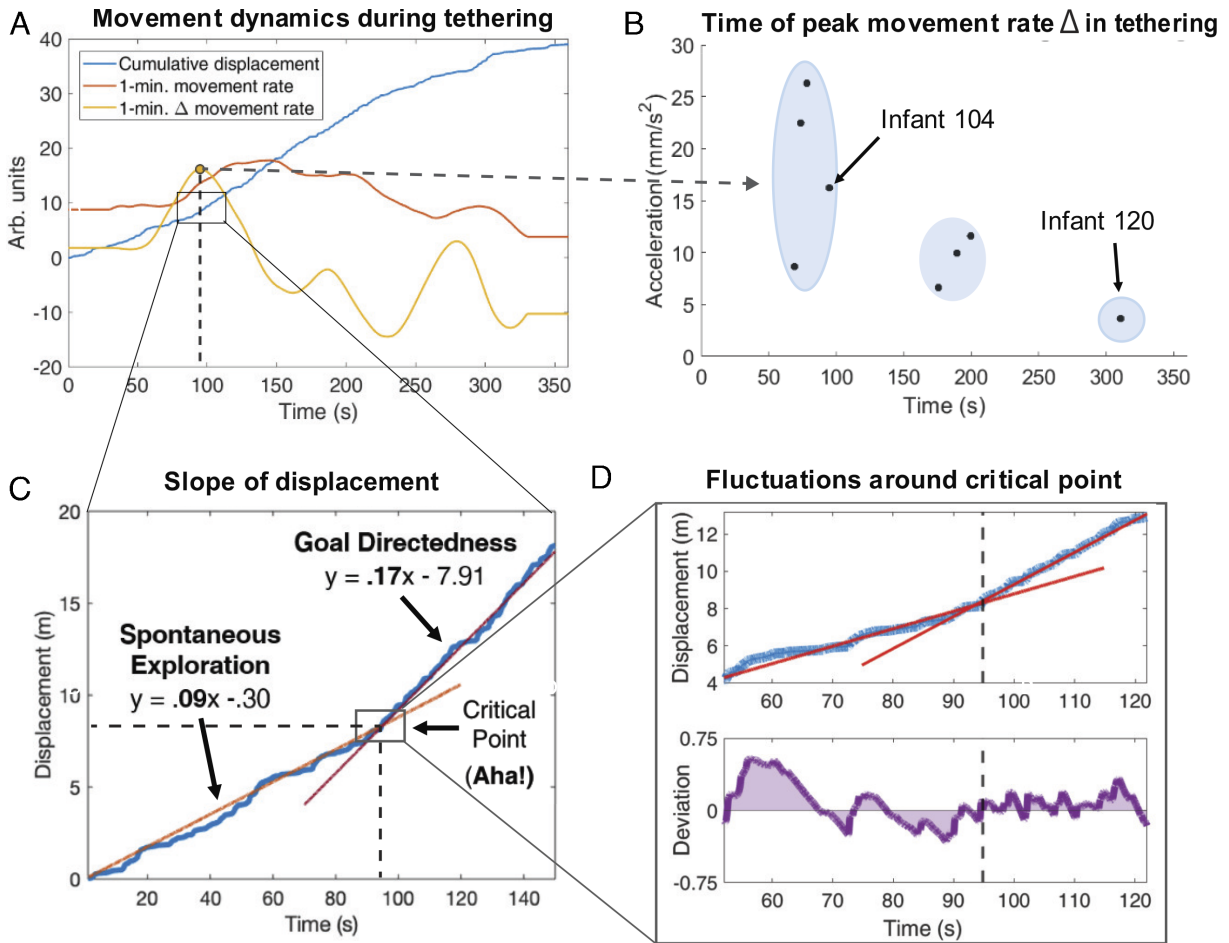 A
Movement dynamics during tethering
40
30
20
10
0
-10
-20
Arb. units
Cumulative displacement
1-min. movement rate
1-min. Δ movement rate
0
50
100
150
200
250
300
350
Time (s)
B
Time of peak movement rate Δ in tethering
30
25
20
15
10
5
0
Acceleration (mm/s²)
Infant 104
Infant 120
0
50
100
150
200
250
300
350
Time (s)
C
Slope of displacement
20
15
10
5
0
Displacement (m)
Goal Directedness
y = .17x - 7.91
Spontaneous
Exploration
y = .09x -.30
Critical
Point
(Aha!)
20
40
60
80
100
120
140
Time (s)
D
Fluctuations around critical point
12
10
8
6
4
Displacement (m)
60
70
80
90
100
110
120
0.75
0
-0.75
Deviation
60
70
80
90
100
110
120
Time (s)